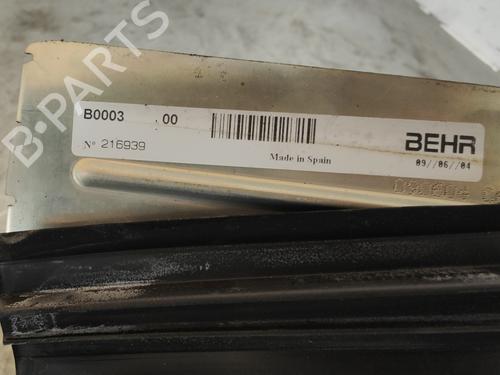 B-PARTS
B0003 .00
BEHR
Nº 216939
Made in Spain
09//06//04